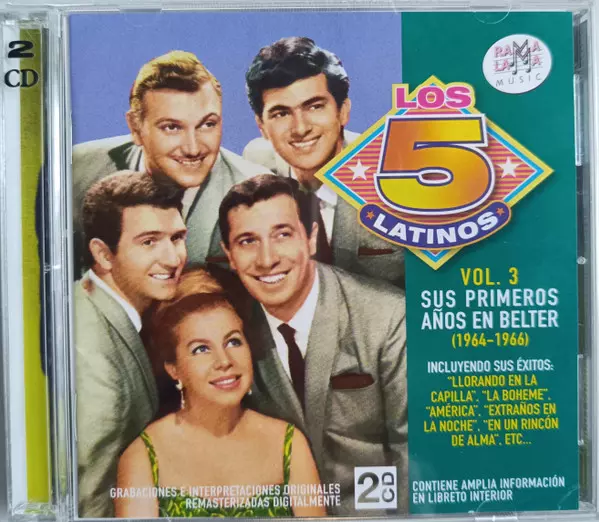 2
CD
RAMA
LAMA
MUSIC
LOS
5
LATINOS
VOL. 3
SUS PRIMEROS
AÑOS EN BELTER
(1964-1966)
INCLUYENDO SUS ÉXITOS:
"LLORANDO EN LA
CAPILLA", "LA BOHEME",
"AMÉRICA", "EXTRAÑOS EN
LA NOCHE", "EN UN RINCÓN
DE ALMA", ETC...
GRABACIONES E INTERPRETACIONES ORIGINALES
REMASTERIZADAS DIGITALMENTE
2CD
CONTIENE AMPLIA INFORMACIÓN
EN LIBRETO INTERIOR